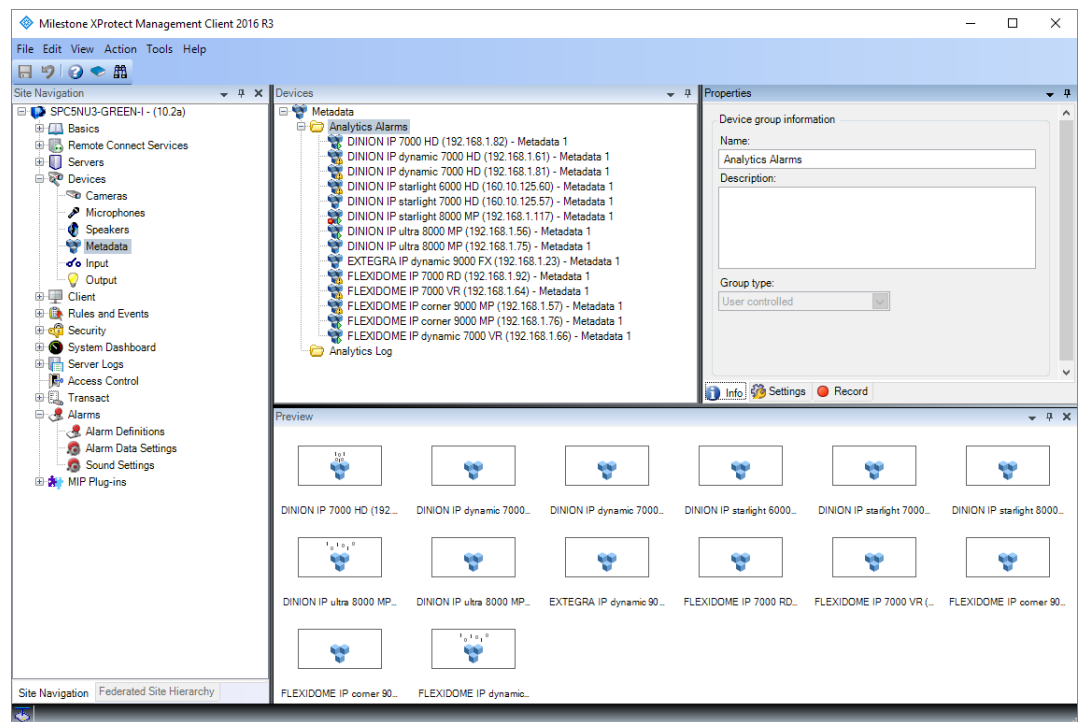 Milestone XProtect Management Client 2016 R3
File Edit View Action Tools Help
Site Navigation
SPC5NU3-GREEN-I - (10.2a)
Basics
Remote Connect Services
Servers
Devices
Cameras
Microphones
Speakers
Metadata
Input
Output
Client
Rules and Events
Security
System Dashboard
Server Logs
Access Control
Transact
Alarms
Alarm Definitions
Alarm Data Settings
Sound Settings
MIP Plug-ins
Site Navigation Federated Site Hierarchy
Devices
Metadata
Analytics Alarms
DINION IP 7000 HD (192.168.1.82) - Metadata 1
DINION IP dynamic 7000 HD (192.168.1.61) - Metadata 1
DINION IP dynamic 7000 HD (192.168.1.81) - Metadata 1
DINION IP starlight 6000 HD (160.10.125.60) - Metadata 1
DINION IP starlight 7000 HD (160.10.125.57) - Metadata 1
DINION IP starlight 8000 MP (192.168.1.117) - Metadata 1
DINION IP ultra 8000 MP (192.168.1.56) - Metadata 1
DINION IP ultra 8000 MP (192.168.1.75) - Metadata 1
EXTEGRA IP dynamic 9000 FX (192.168.1.23) - Metadata 1
FLEXIDOME IP 7000 RD (192.168.1.92) - Metadata 1
FLEXIDOME IP 7000 VR (192.168.1.64) - Metadata 1
FLEXIDOME IP corner 9000 MP (192.168.1.57) - Metadata 1
FLEXIDOME IP corner 9000 MP (192.168.1.76) - Metadata 1
FLEXIDOME IP dynamic 7000 VR (192.168.1.66) - Metadata 1
Analytics Log
Properties
Device group information
Name:
Analytics Alarms
Description:
Group type:
User controlled
Info Settings Record
Preview
DINION IP 7000 HD (192... DINION IP dynamic 7000... DINION IP dynamic 7000... DINION IP starlight 6000... DINION IP starlight 7000... DINION IP starlight 8000...
DINION IP ultra 8000 MP... DINION IP ultra 8000 MP... EXTEGRA IP dynamic 90... FLEXIDOME IP 7000 RD... FLEXIDOME IP 7000 VR (... FLEXIDOME IP corner 90...
FLEXIDOME IP corner 90... FLEXIDOME IP dynamic...